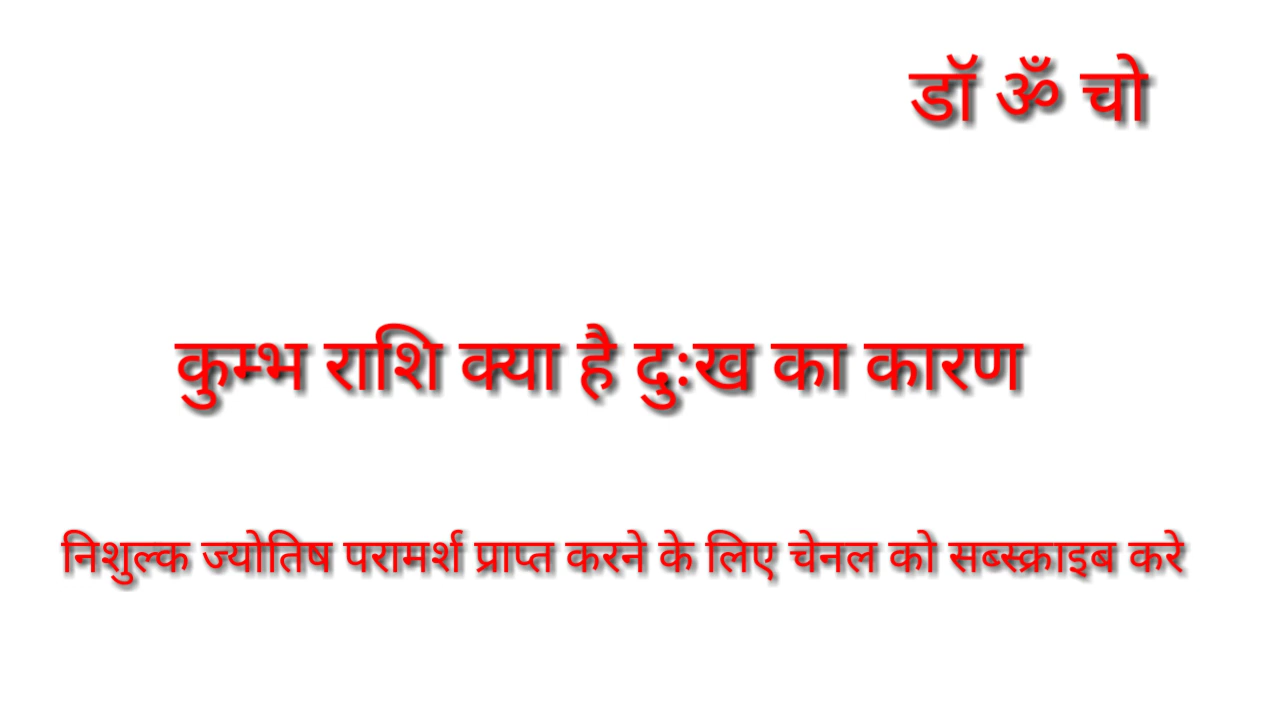 डॉ ॐ चो
कुम्भ राशि क्या है दुःख का कारण
निशुल्क ज्योतिष परामर्श प्राप्त करने के लिए चेनल को सब्स्क्राइब करे